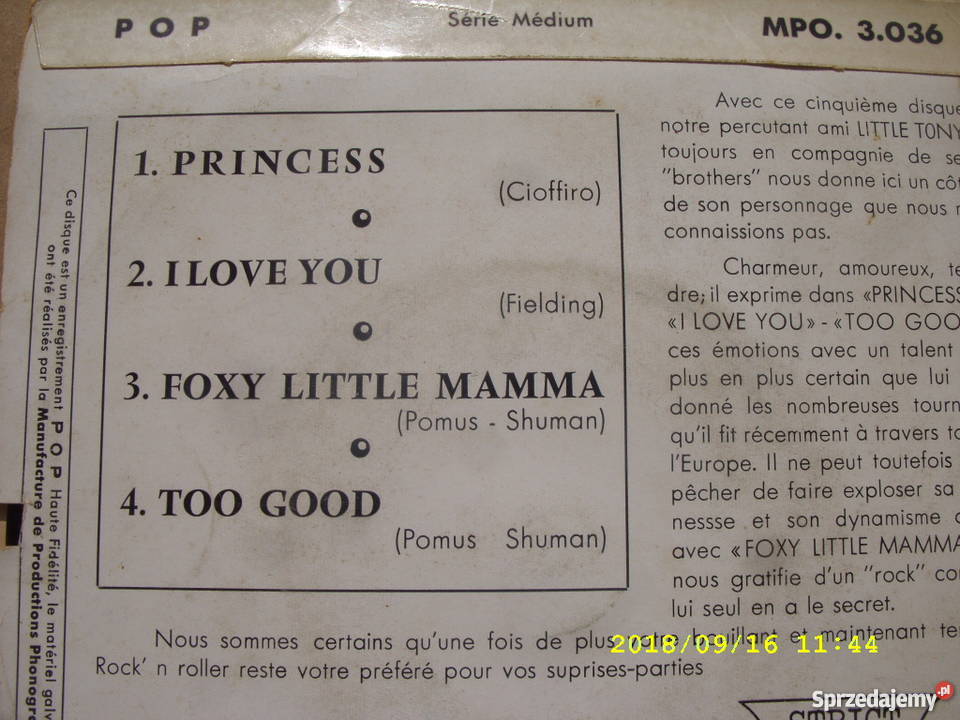 POP
Série Médium
MPO. 3.036
1. PRINCESS
(Cioffiro)
2. I LOVE YOU
(Fielding)
3. FOXY LITTLE MAMMA
(Pomus - Shuman)
4. TOO GOOD
(Pomus Shuman)
Avec ce cinquième disque
notre percutant ami LITTLE TONY
toujours en compagnie de se
"brothers" nous donne ici un côt
de son personnage que nous
connaissions pas.
Charmeur, amoureux, te
dre; il exprime dans «PRINCESS
«I LOVE YOU» - «TOO GOO
ces émotions avec un talent
plus en plus certain que lui
donné les nombreuses tourn
qu'il fit récemment à travers to
l'Europe. Il ne peut toutefois
pêcher de faire exploser sa
nessse et son dynamisme
avec «FOXY LITTLE MAMMA
nous gratifie d'un "rock" co
lui seul en a le secret.
Nous sommes certains qu'une fois de plus votre bouillant et maintenant te
Rock' n roller reste votre préféré pour vos suprises-parties
Ce disque est un enregistrement POP Haute Fidélité, le matériel galv
ont été réalisés par la Manufacture de Productions Phonogra
2018/09/16 11:44
Sprzedajemy.pl